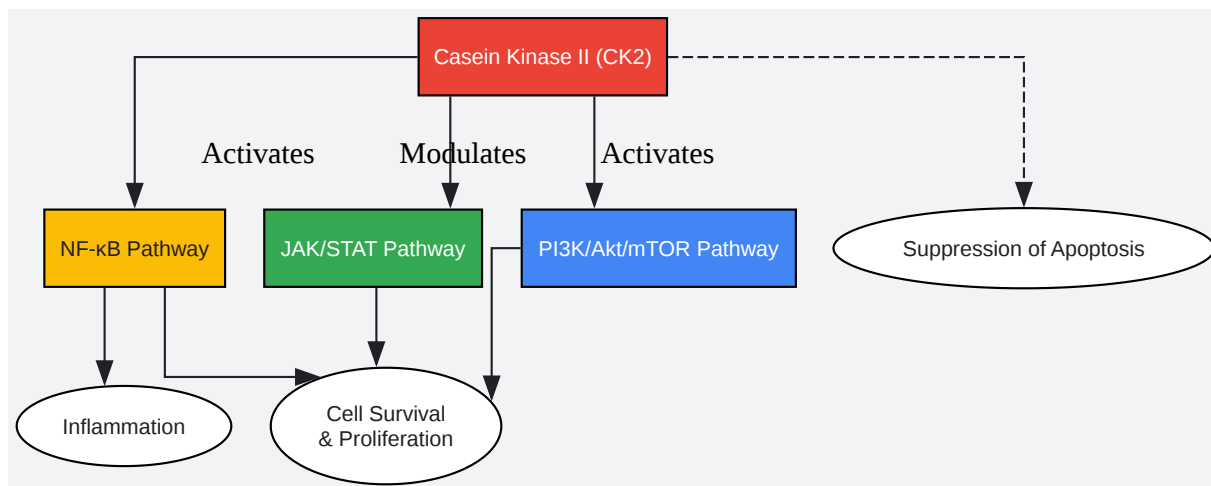 Casein Kinase II (CK2)
Activates
Modulates
Activates
NF-κB Pathway
JAK/STAT Pathway
PI3K/Akt/mTOR Pathway
Suppression of Apoptosis
Inflammation
Cell Survival
& Proliferation